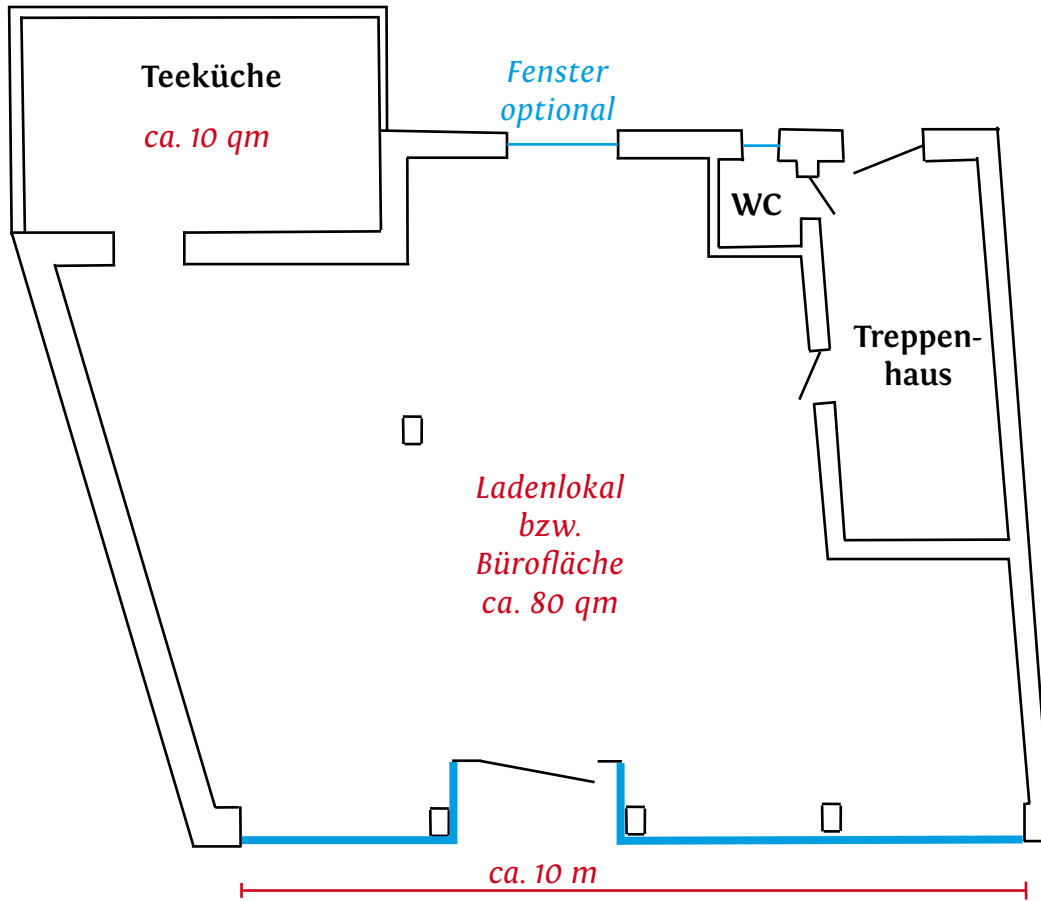 Teeküche
ca. 10 qm
Fenster
optional
WC
Treppen-
haus
Ladenlokal
bzw.
Bürofläche
ca. 80 qm
ca. 10 m